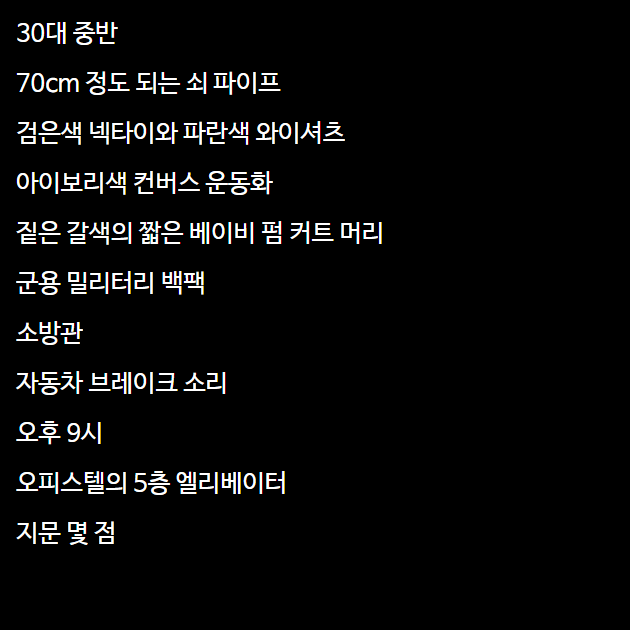 30대 중반
70cm 정도 되는 쇠 파이프
검은색 넥타이와 파란색 와이셔츠
아이보리색 컨버스 운동화
짙은 갈색의 짧은 베이비 펌 커트 머리
군용 밀리터리 백팩
소방관
자동차 브레이크 소리
오후 9시
오피스텔의 5층 엘리베이터
지문 몇 점